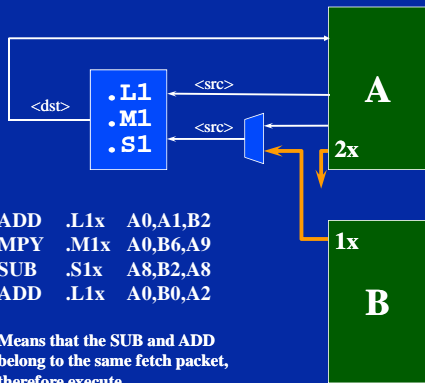 <src>
A
.L1
.M1
.S1
<dst>
<src>
2x
ADD .L1x A0,A1,B2
MPY .M1x A0,B6,A9
SUB .S1x A8,B2,A8
ADD .L1x A0,B0,A2
1x
B
Means that the SUB and ADD
belong to the same fetch packet,
therefore execute